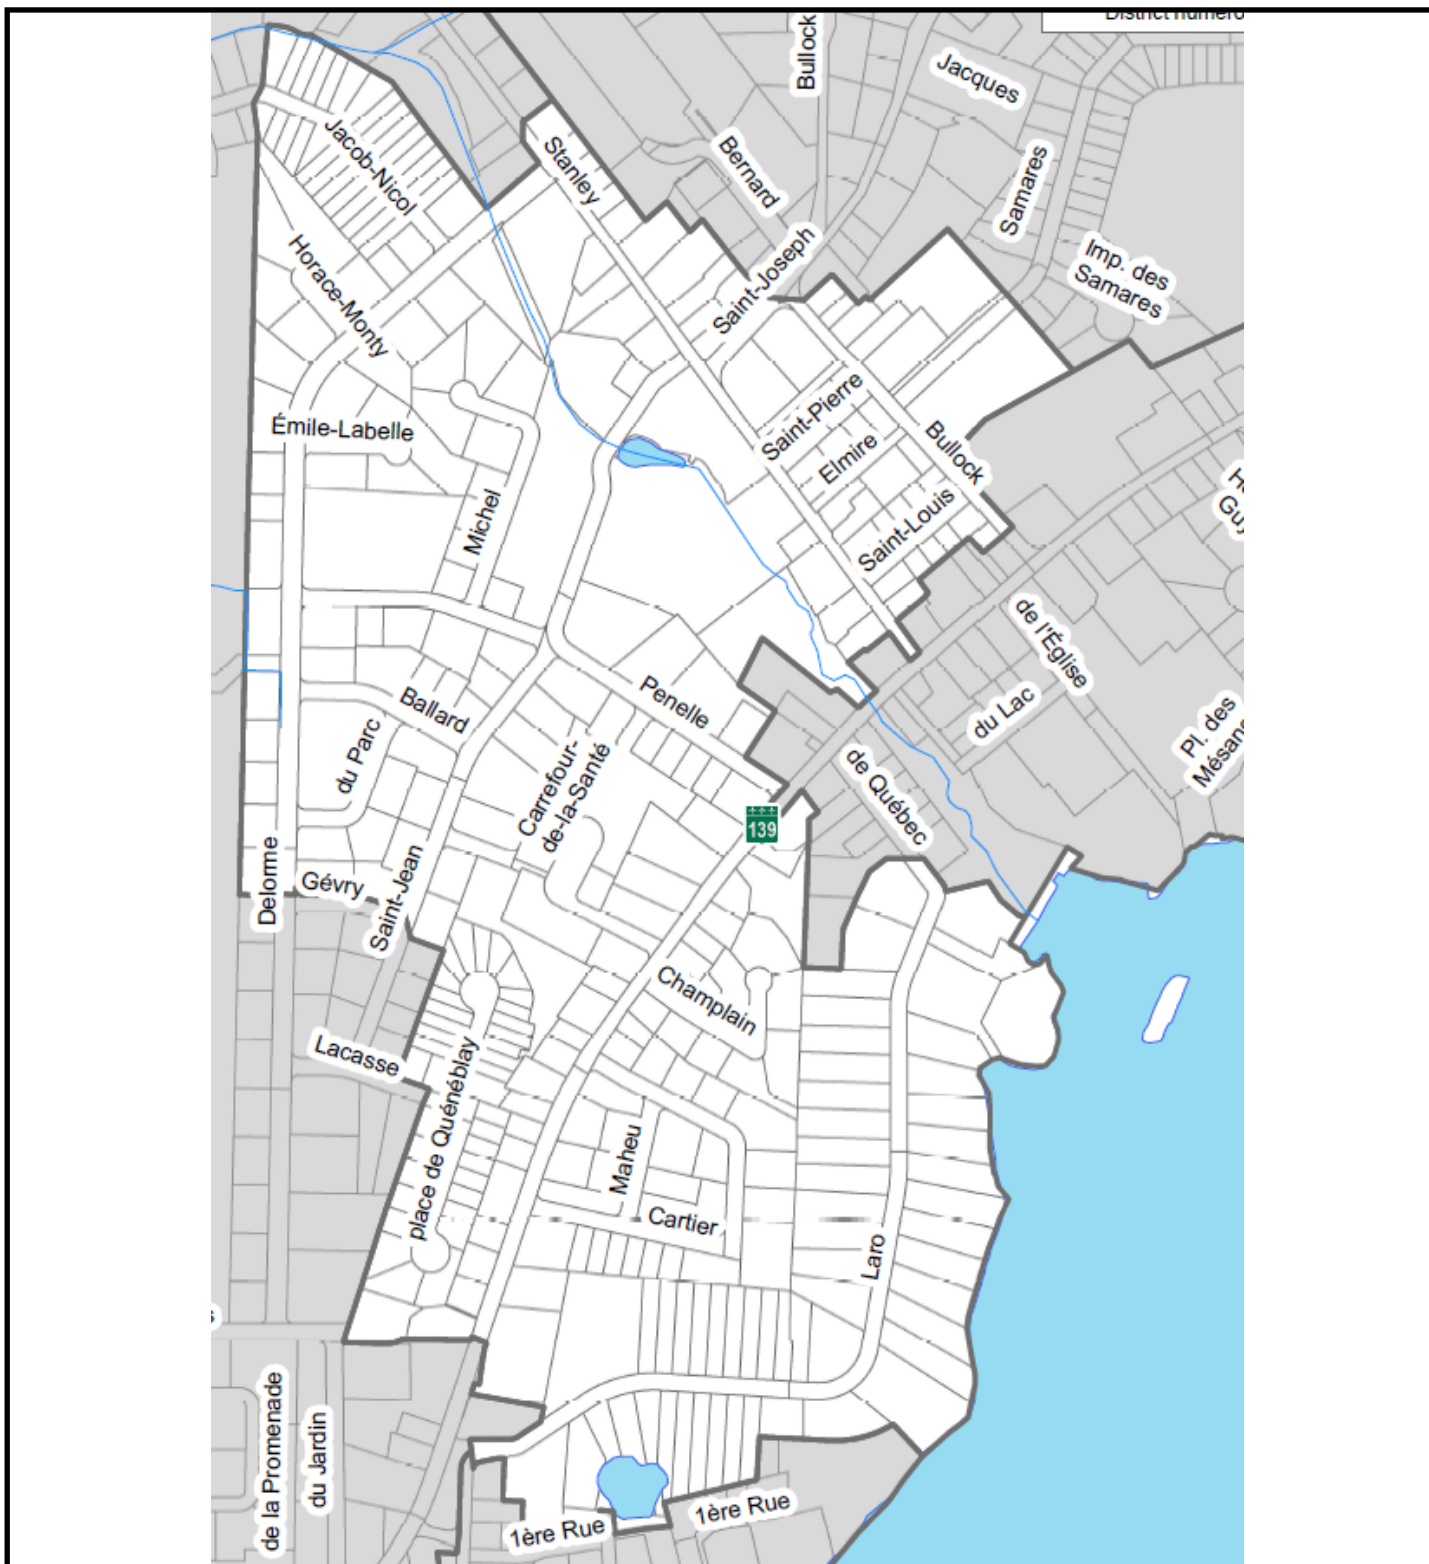 District numéro
Bullock
Jacques
Bernard
Stanley
Jacob-Nicol
Samares
Imp. des
Samares
Saint-Joseph
Horace-Monty
Émile-Labelle
Saint-Pierre
Elmire
Bullock
Saint-Louis
Michel
de l'Église
du Lac
Penelle
Ballard
du Parc
Carrefour-
de-la-Santé
Pl. des
de Québec
139
Delorme
Gévry
Saint-Jean
Champlain
Lacasse
place de Quénéblay
Maheu
Cartier
Laro
de la Promenade
du Jardin
1ère Rue
1ère Rue